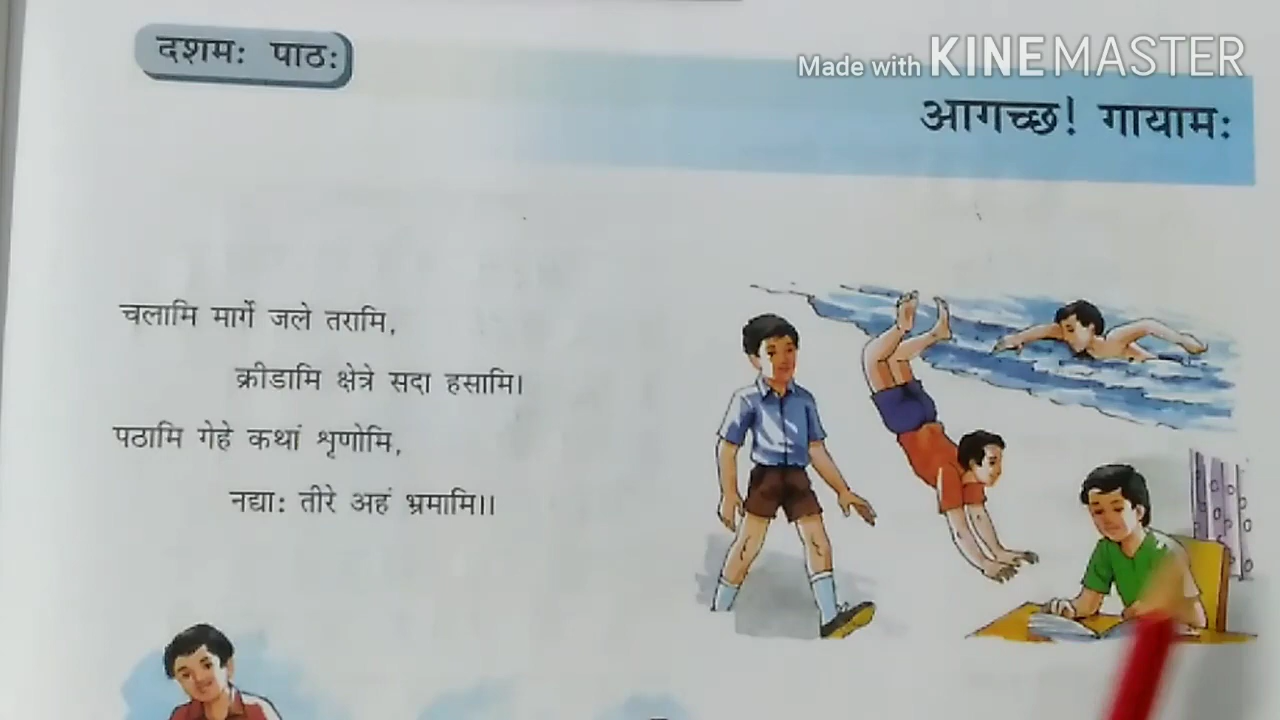 दशमः पाठः
Made with KINEMASTER
आगच्छ! गायामः
चलामि मार्गे जले तरामि,
क्रीडामि क्षेत्रे सदा हसामि।
पठामि गेहे कथां शृणोमि,
नद्याः तीरे अहं भ्रमामि।।